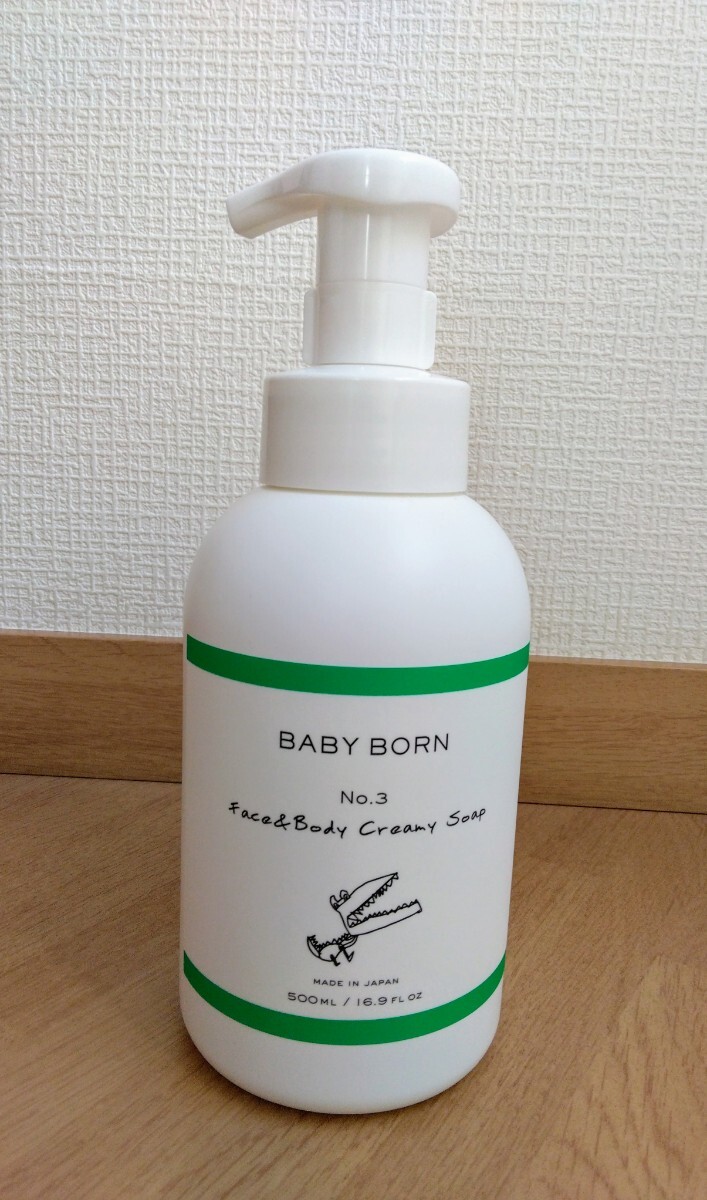 BABY BORN
No.3
Face&Body Creamy Soap
MADE IN JAPAN
500ML / 16.9 FL OZ